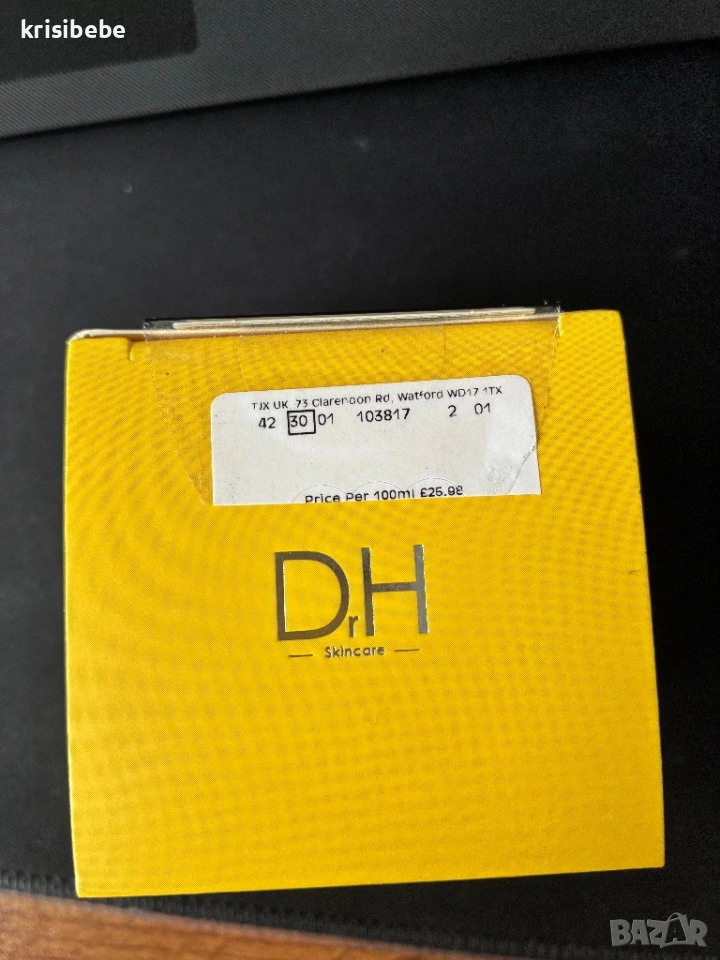 krisibebe
TJX UK 73 Clarendon Rd, Watford WD17 1TX
42 30 01 103817 2 01
Price Per 100ml £25.98
DrH
Skincare
BAZAR